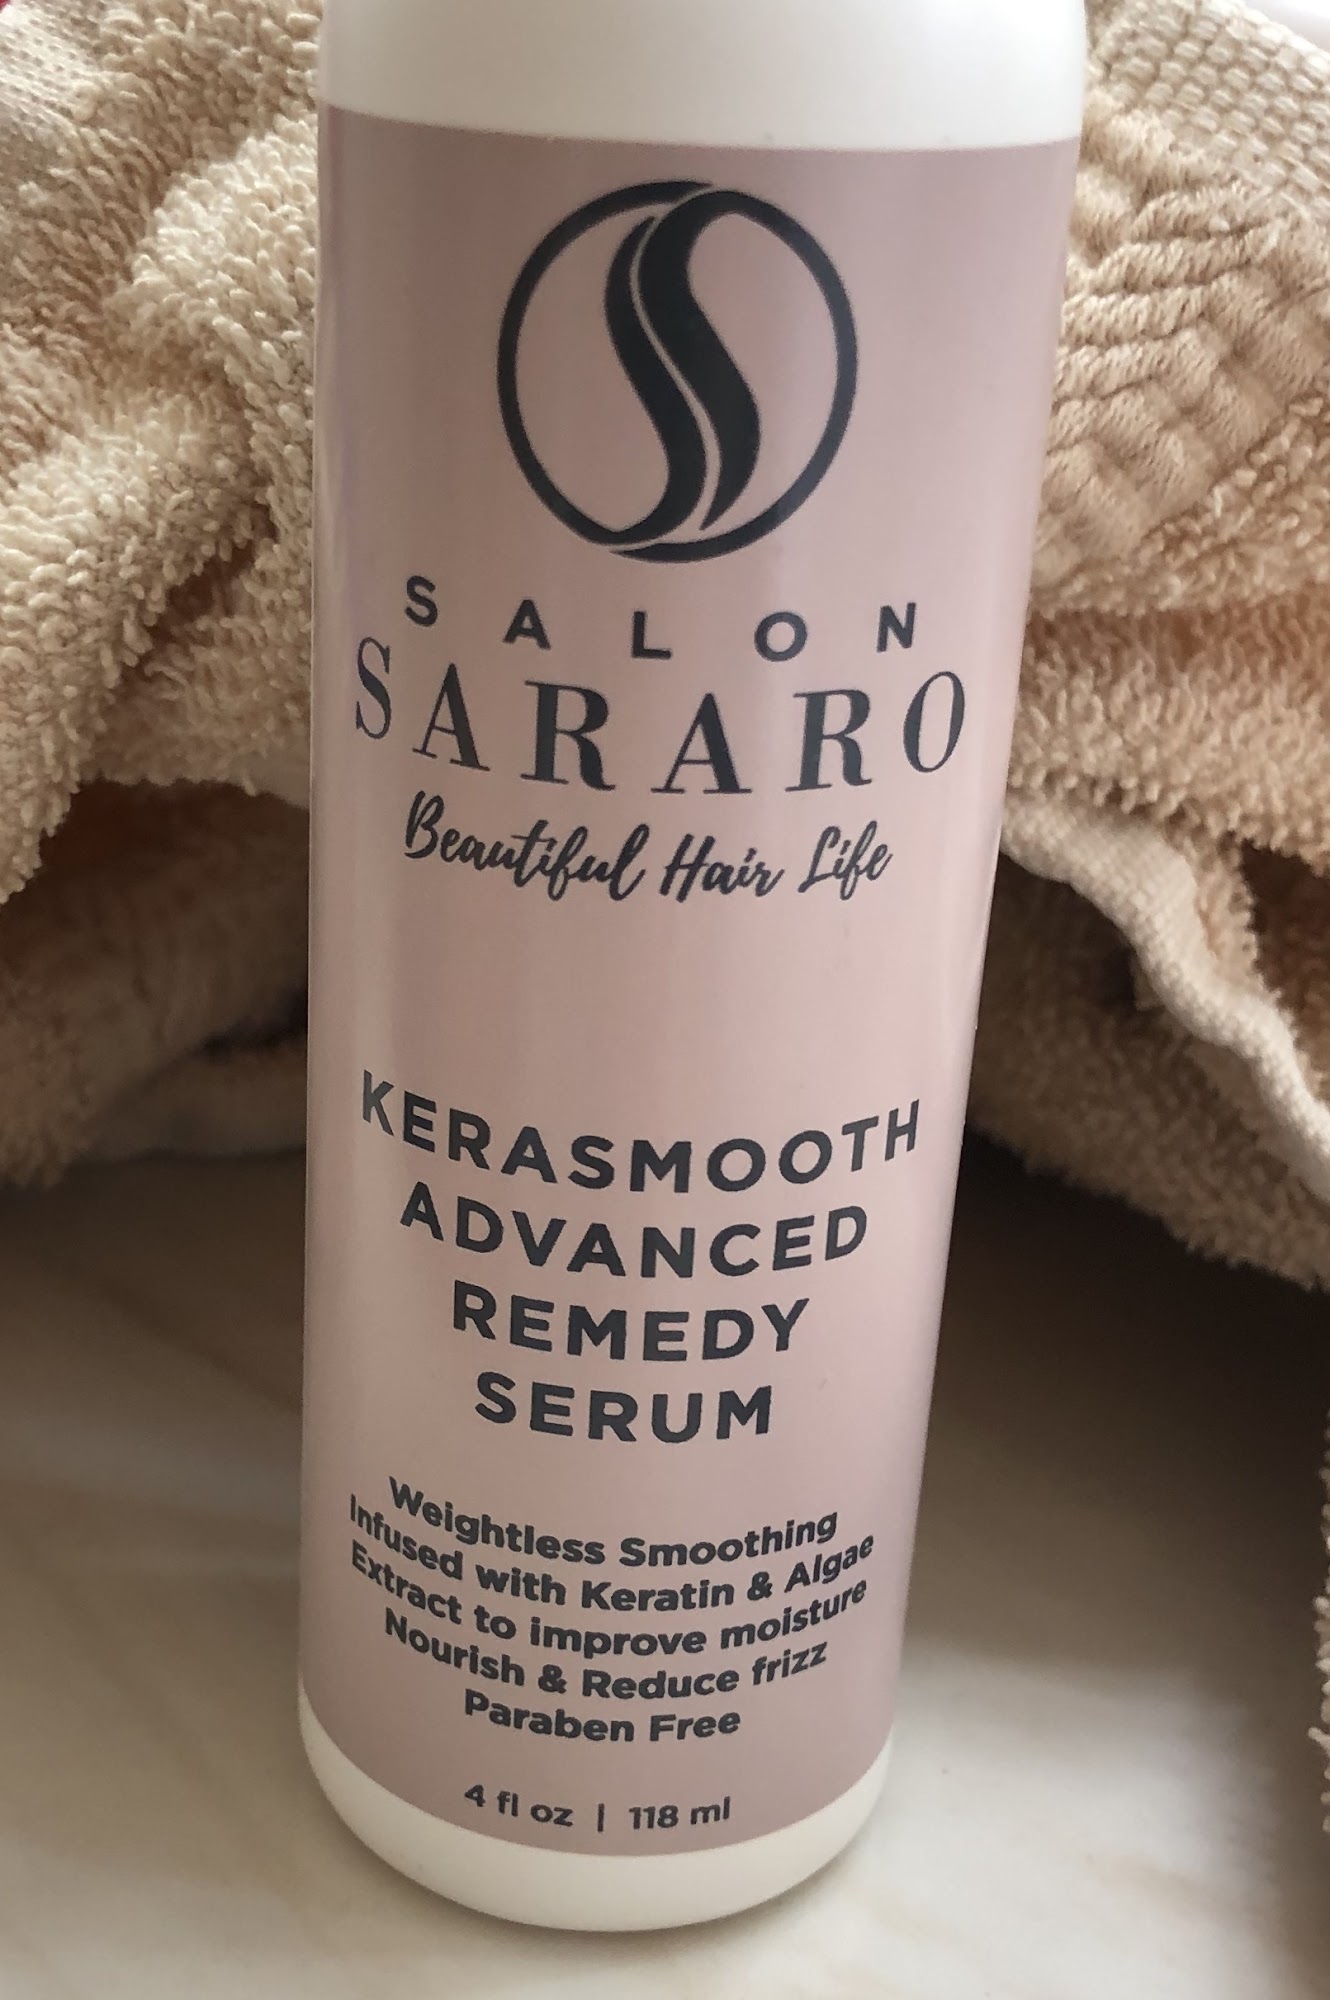 SALON
SARARO
Beautiful Hair Life
KERASMOOTH
ADVANCED
REMEDY
SERUM
Weightless Smoothing
Infused with Keratin & Algae
Extract to improve moisture
Nourish & Reduce frizz
Paraben Free
4 fl oz | 118 ml